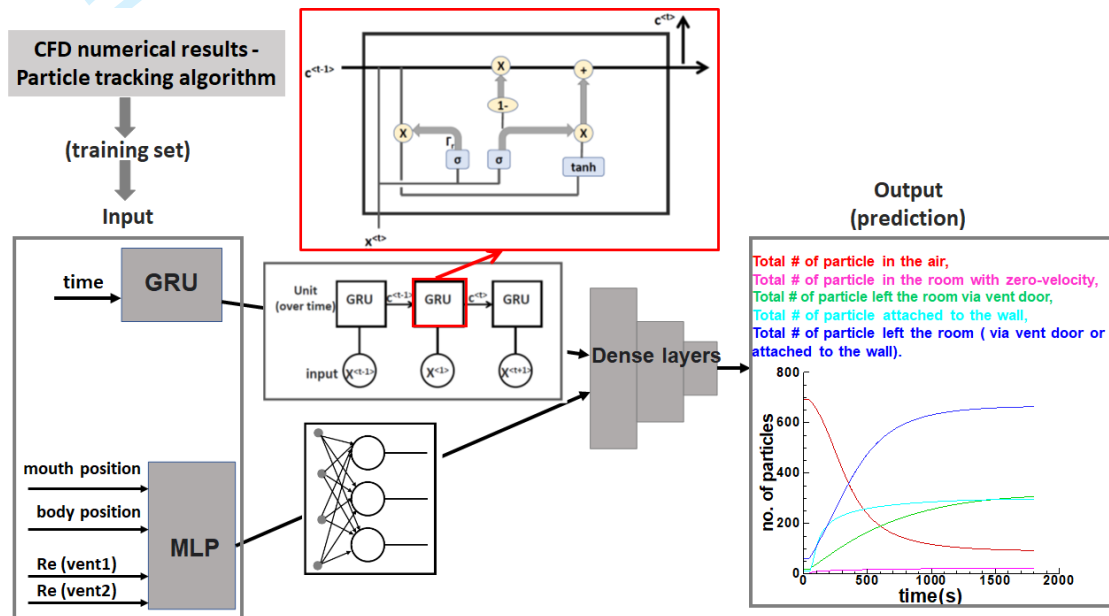 CFD numerical results -
Particle tracking algorithm
(training set)
Input
time
GRU
mouth position
body position
Re (vent1)
Re (vent2)
MLP
c<t>
c<t-1>
X
+
1-
X
Γr
X
σ
σ
tanh
x<t>
Unit
(over time)
GRU
c<t-1>
GRU
c<t>
GRU
input
X<t-1>
X<1>
X<t+1>
Dense layers
Output
(prediction)
Total # of particle in the air,
Total # of particle in the room with zero-velocity,
Total # of particle left the room via vent door,
Total # of particle attached to the wall,
Total # of particle left the room ( via vent door or
attached to the wall).
no. of particles
800
600
400
200
0
0
500
1000
1500
2000
time(s)